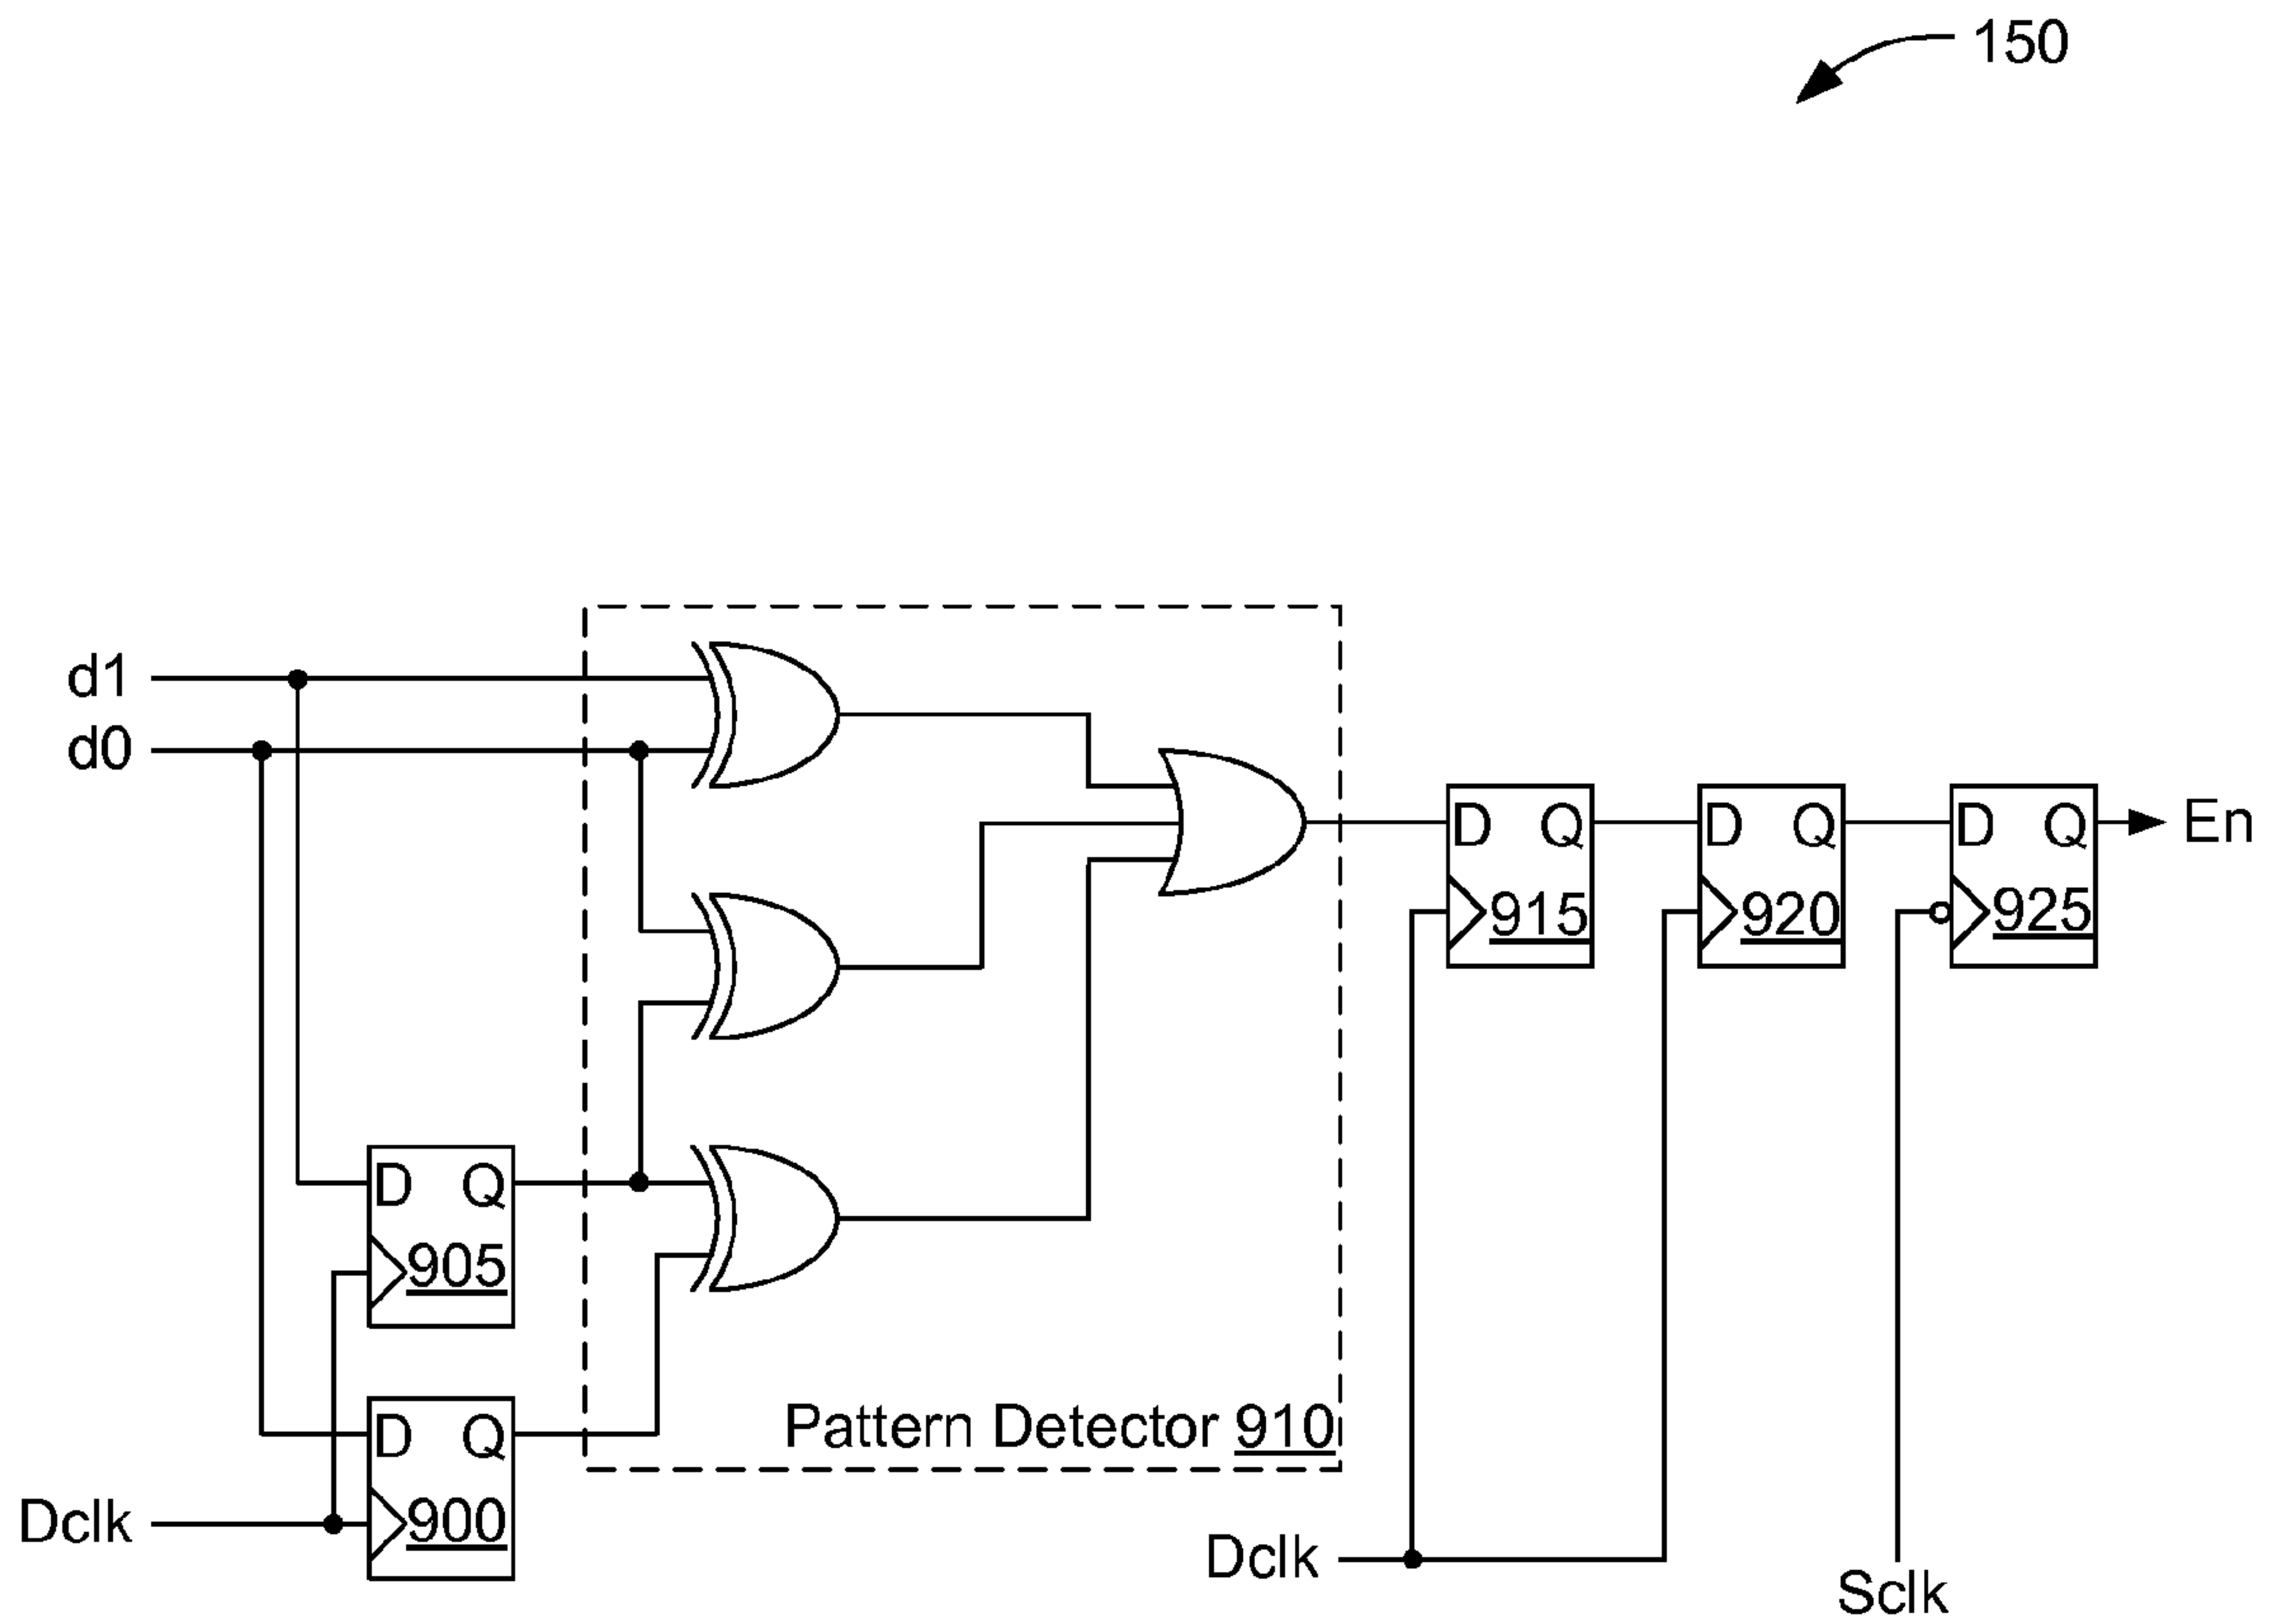 150
d1
d0
D Q
915
D Q
920
D Q
925
En
D Q
905
D Q
900
Pattern Detector 910
Dclk
Dclk
Sclk